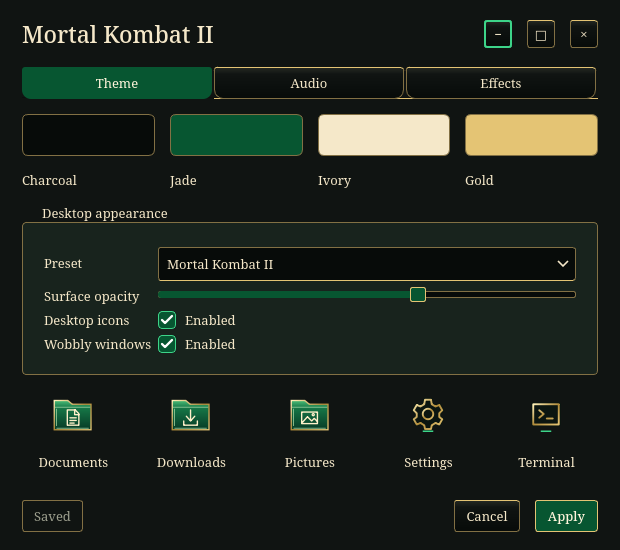 Mortal Kombat II
Theme Audio Effects
Charcoal Jade Ivory Gold
Desktop appearance
Preset Mortal Kombat II
Surface opacity
Desktop icons Enabled
Wobbly windows Enabled
Documents Downloads Pictures Settings Terminal
Saved Cancel Apply